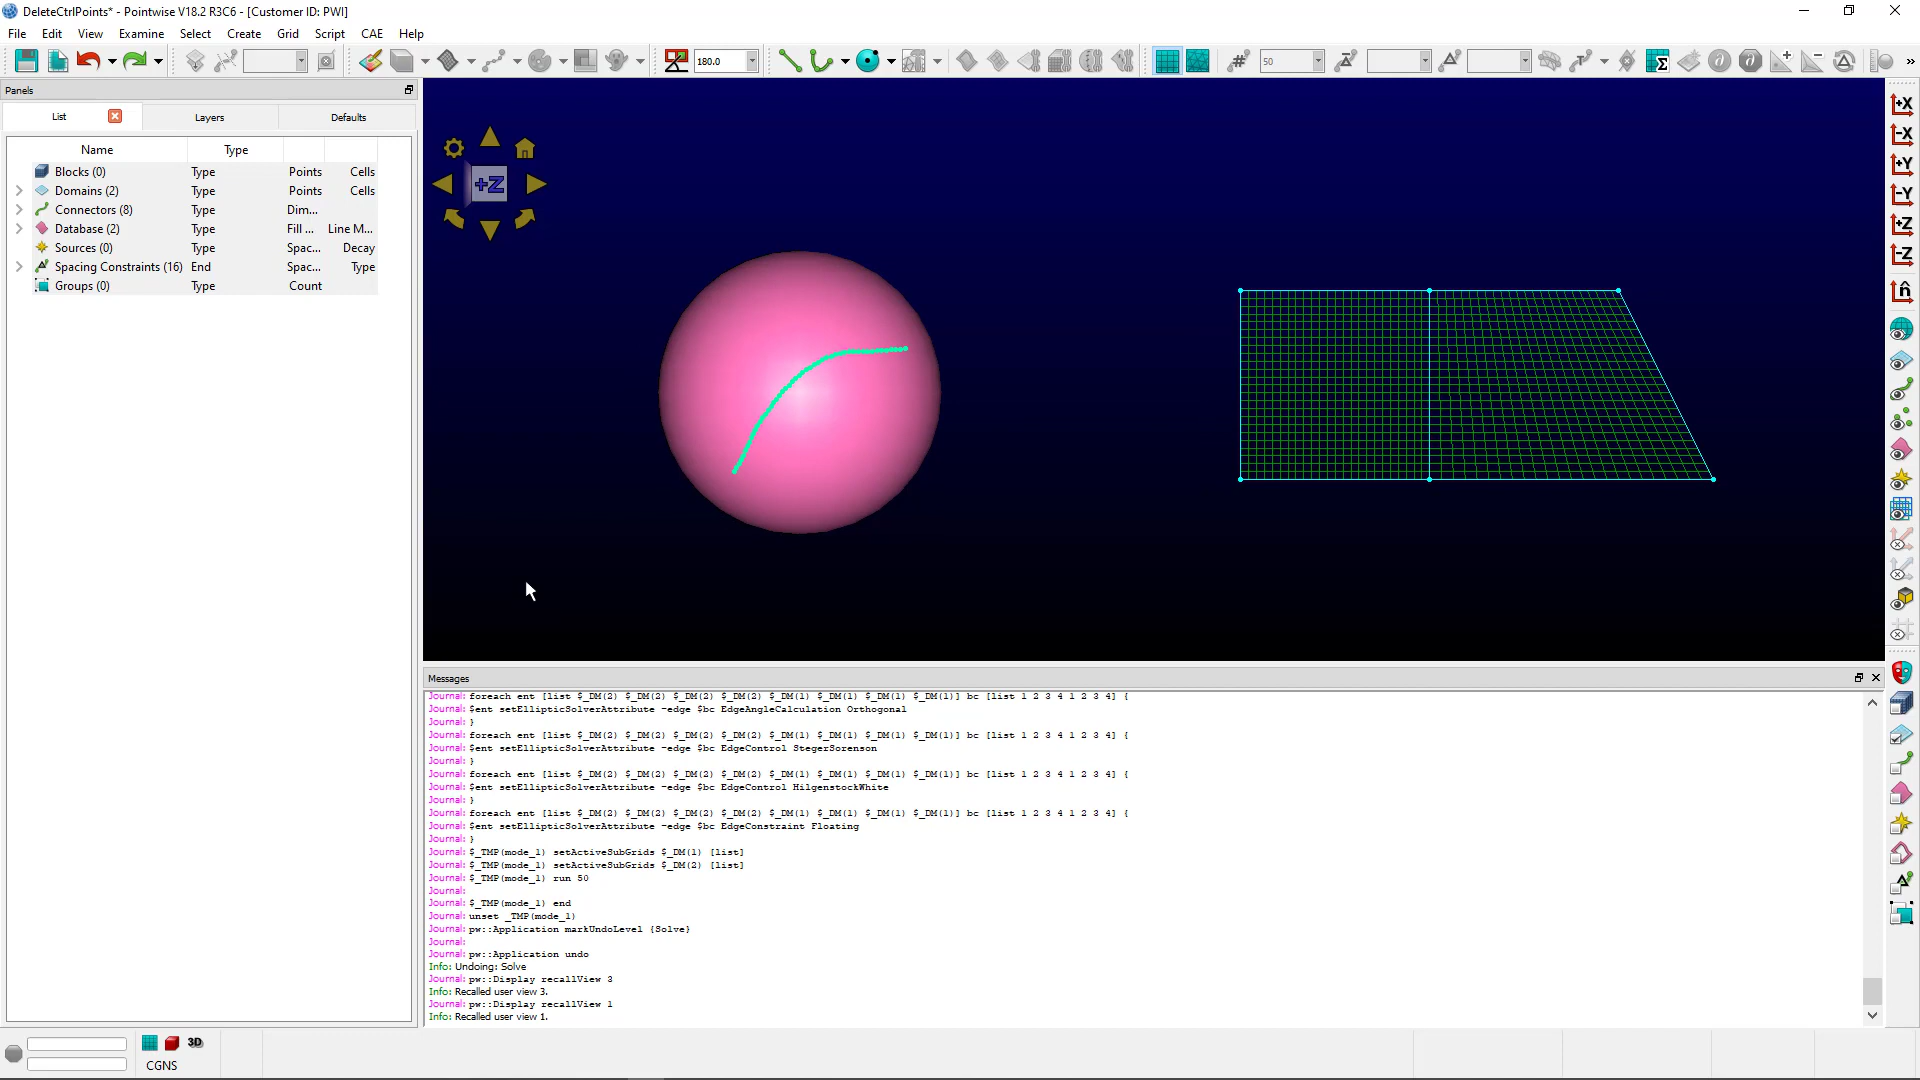 DeleteCtrlPoints* - Pointwise V18.2 R3C6 - [Customer ID: PWI]
File Edit View Examine Select Create Grid Script CAE Help
180.0
50
Panels
List Layers Defaults
Name Type
Blocks (0) Type Points Cells
Domains (2) Type Points Cells
Connectors (8) Type Dim...
Database (2) Type Fill ... Line M...
Sources (0) Type Spac... Decay
Spacing Constraints (16) End Spac... Type
Groups (0) Type Count
+Z
+X
-X
+Y
-Y
+Z
-Z
n̂
Messages
Journal: foreach ent [list $_DM(2) $_DM(2) $_DM(2) $_DM(2) $_DM(1) $_DM(1) $_DM(1) $_DM(1)] bc [list 1 2 3 4 1 2 3 4] {
Journal: $ent setEllipticSolverAttribute -edge $bc EdgeAngleCalculation Orthogonal
Journal: }
Journal: foreach ent [list $_DM(2) $_DM(2) $_DM(2) $_DM(2) $_DM(1) $_DM(1) $_DM(1) $_DM(1)] bc [list 1 2 3 4 1 2 3 4] {
Journal: $ent setEllipticSolverAttribute -edge $bc EdgeControl StegerSorenson
Journal: }
Journal: foreach ent [list $_DM(2) $_DM(2) $_DM(2) $_DM(2) $_DM(1) $_DM(1) $_DM(1) $_DM(1)] bc [list 1 2 3 4 1 2 3 4] {
Journal: $ent setEllipticSolverAttribute -edge $bc EdgeControl HilgenstockWhite
Journal: }
Journal: foreach ent [list $_DM(2) $_DM(2) $_DM(2) $_DM(2) $_DM(1) $_DM(1) $_DM(1) $_DM(1)] bc [list 1 2 3 4 1 2 3 4] {
Journal: $ent setEllipticSolverAttribute -edge $bc EdgeConstraint Floating
Journal: }
Journal: $_TMP(mode_1) setActiveSubGrids $_DM(1) [list]
Journal: $_TMP(mode_1) setActiveSubGrids $_DM(2) [list]
Journal: $_TMP(mode_1) run 50
Journal:
Journal: $_TMP(mode_1) end
Journal: unset _TMP(mode_1)
Journal: pw::Application markUndoLevel {Solve}
Journal:
Journal: pw::Application undo
Info: Undoing: Solve
Journal: pw::Display recallView 3
Info: Recalled user view 3.
Journal: pw::Display recallView 1
Info: Recalled user view 1.
3D
CGNS